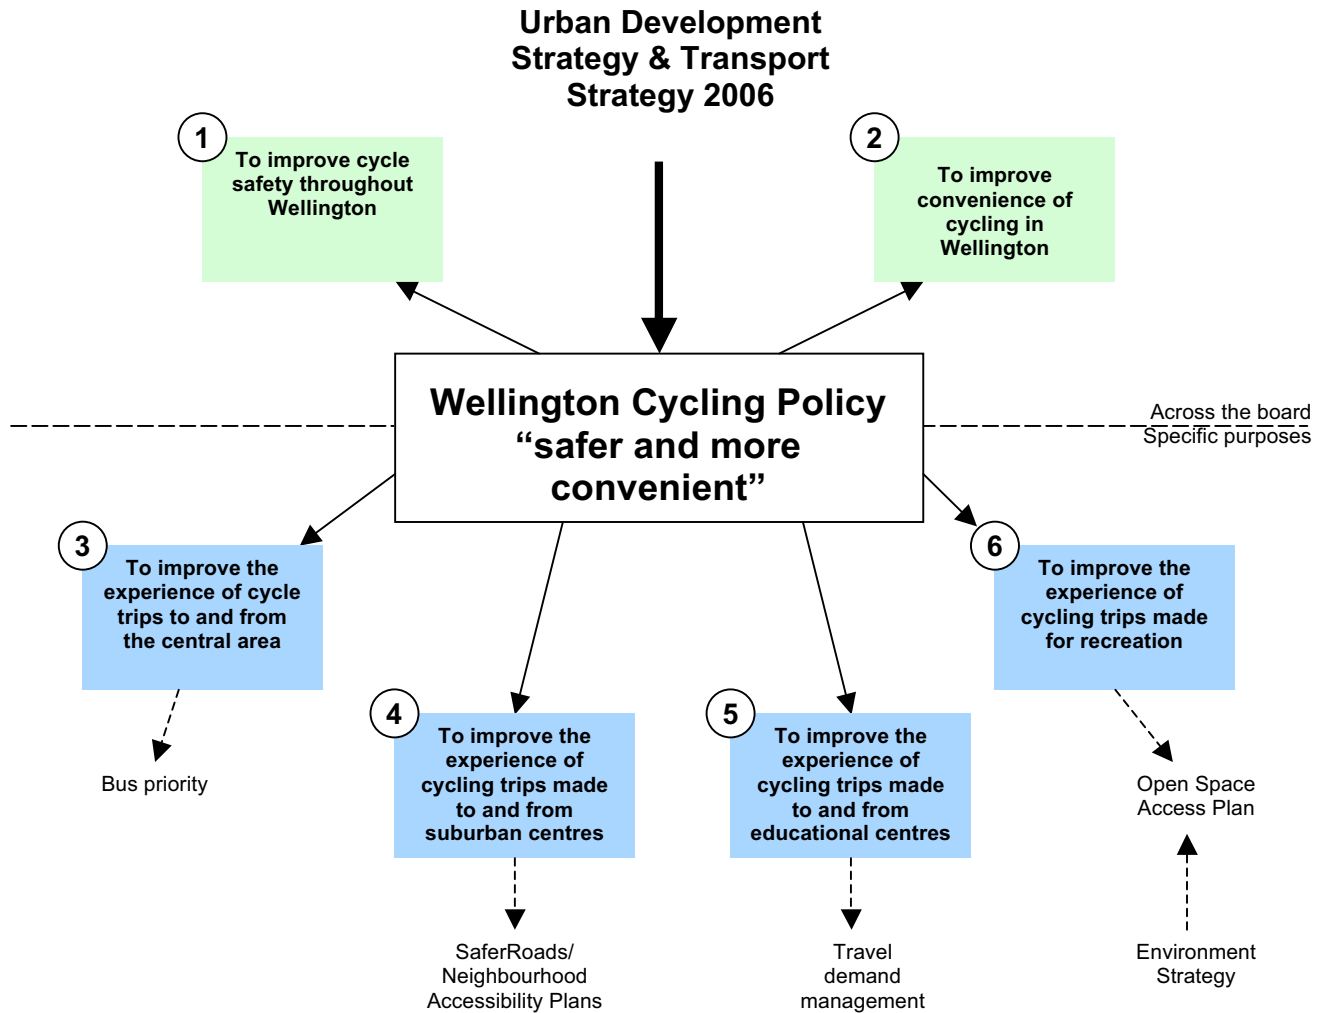 Urban Development
Strategy & Transport
Strategy 2006
1
To improve cycle
safety throughout
Wellington
2
To improve
convenience of
cycling in
Wellington
Wellington Cycling Policy
“safer and more
convenient”
Across the board
Specific purposes
3
To improve the
experience of cycle
trips to and from
the central area
6
To improve the
experience of
cycling trips made
for recreation
4
To improve the
experience of
cycling trips made
to and from
suburban centres
5
To improve the
experience of
cycling trips made
to and from
educational centres
Bus priority
Open Space
Access Plan
SaferRoads/
Neighbourhood
Accessibility Plans
Travel
demand
management
Environment
Strategy